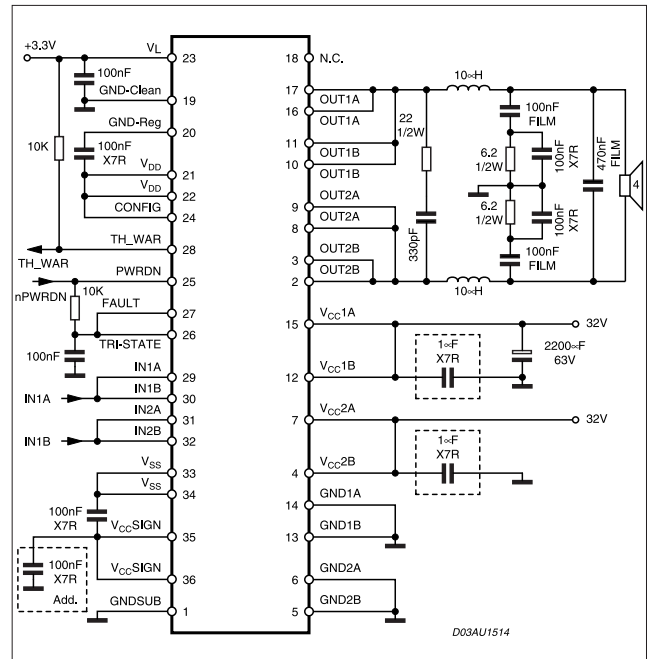 +3.3V
VL
23
100nF
GND-Clean
19
GND-Reg
20
10K
100nF
X7R
VDD
21
VDD
22
CONFIG
24
TH_WAR
28
TH_WAR
PWRDN
25
nPWRDN
10K
FAULT
27
26
TRI-STATE
100nF
IN1A
29
IN1A
IN1B
30
IN2A
31
IN1B
IN2B
32
VSS
33
VSS
34
100nF
X7R
VCCSIGN
35
100nF
X7R
Add.
VCCSIGN
36
GNDSUB
1
18
N.C.
17
OUT1A
16
OUT1A
11
OUT1B
10
OUT1B
9
OUT2A
8
OUT2A
3
OUT2B
2
OUT2B
22
1/2W
330pF
10∝H
100nF
FILM
6.2
1/2W
100nF
X7R
6.2
1/2W
100nF
X7R
100nF
FILM
470nF
FILM
4
10∝H
15
VCC1A
32V
1∝F
X7R
2200∝F
63V
12
VCC1B
7
VCC2A
32V
1∝F
X7R
4
VCC2B
14
GND1A
13
GND1B
6
GND2A
5
GND2B
D03AU1514